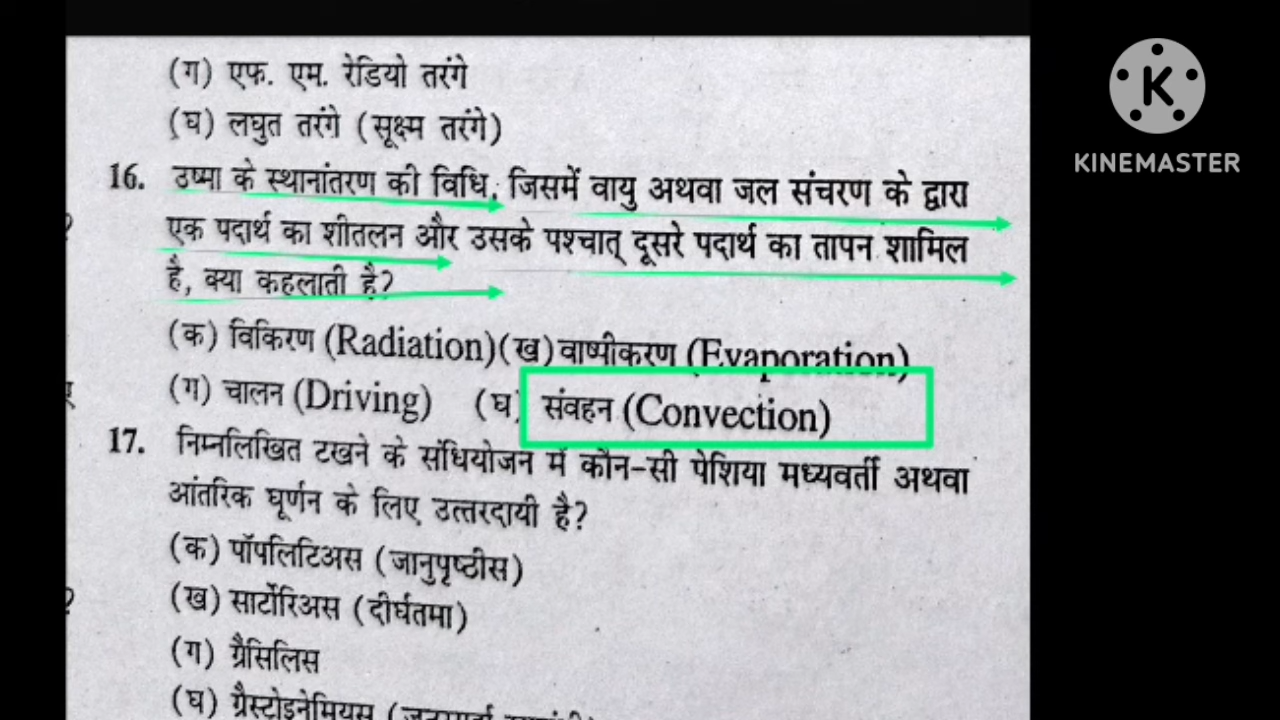 (ग) एफ. एम. रेडियो तरंगे
(घ) लघुत तरंगे (सूक्ष्म तरंगे)
16. उष्मा के स्थानांतरण की विधि, जिसमें वायु अथवा जल संचरण के द्वारा
एक पदार्थ का शीतलन और उसके पश्चात् दूसरे पदार्थ का तापन शामिल
है, क्या कहलाती है?
(क) विकिरण (Radiation) (ख) वाष्पीकरण (Evaporation)
(ग) चालन (Driving) (घ) संवहन (Convection)
17. निम्नलिखित टखने के संधियोजन में कौन-सी पेशिया मध्यवर्ती अथवा
आंतरिक घूर्णन के लिए उत्तरदायी है?
(क) पॉपलिटिअस (जानुपृष्ठीस)
(ख) सार्टोरिअस (दीर्घतमा)
(ग) ग्रैसिलिस
(घ)
KINEMASTER